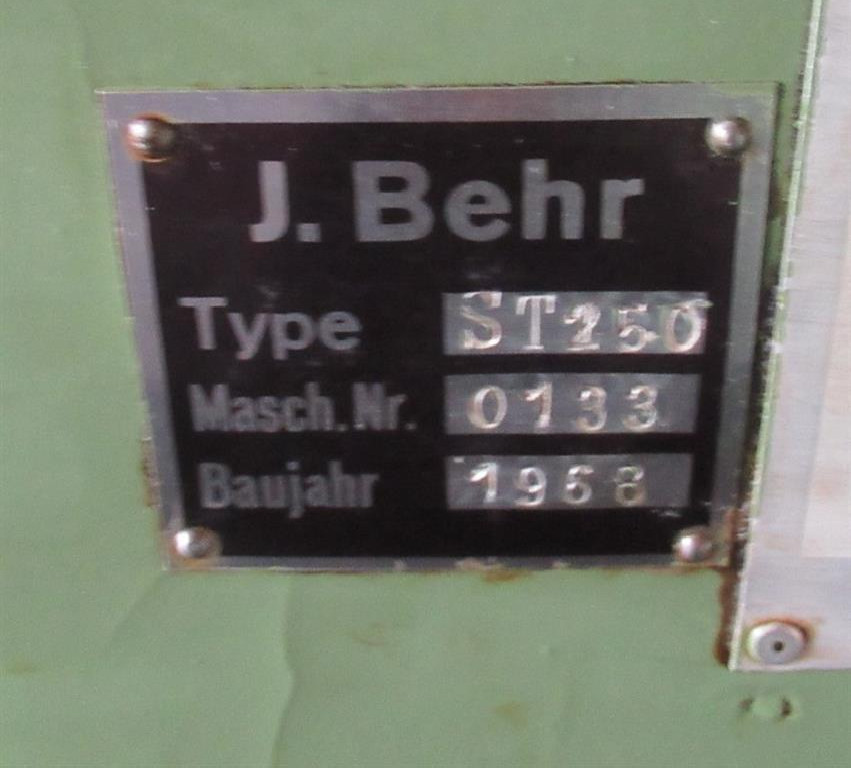 J. Behr
Type ST250
Masch.Nr. 0133
Baujahr 1968